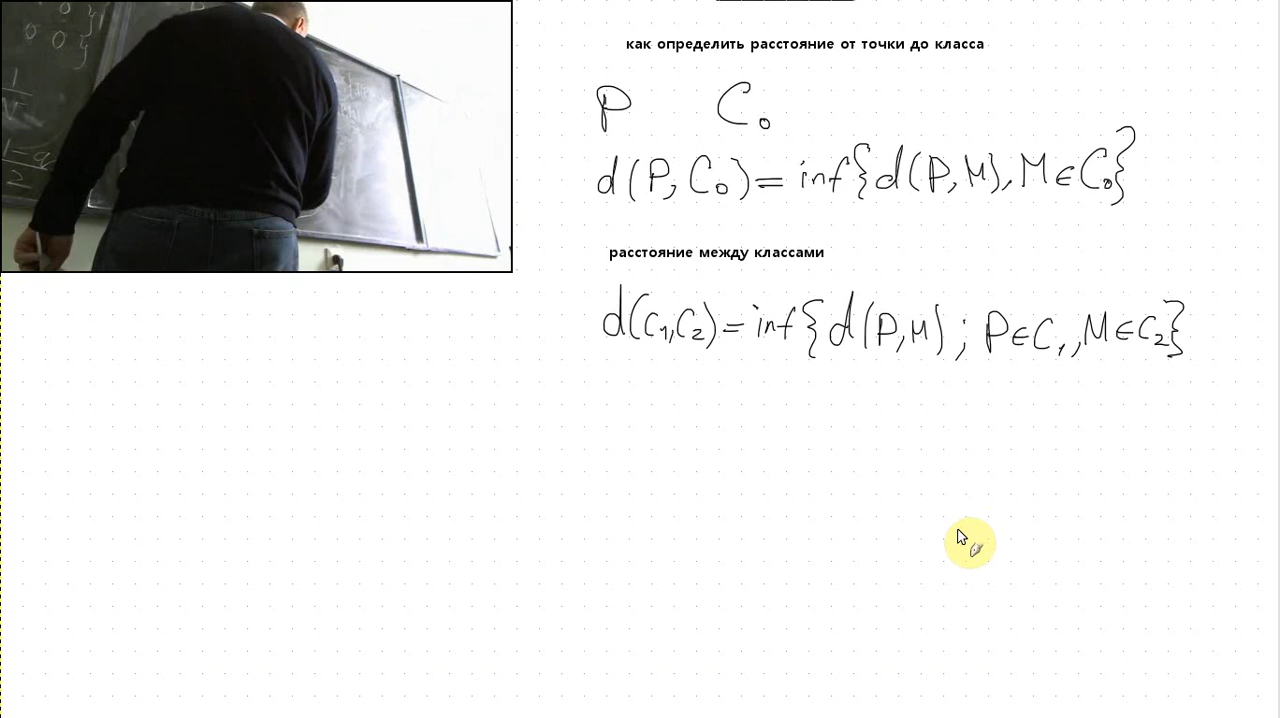 как определить расстояние от точки до класса
P C₀
d(P, C₀) = inf{d(P, M), M ∈ C₀}
расстояние между классами
d(C₁, C₂) = inf{d(P, M); P ∈ C₁, M ∈ C₂}